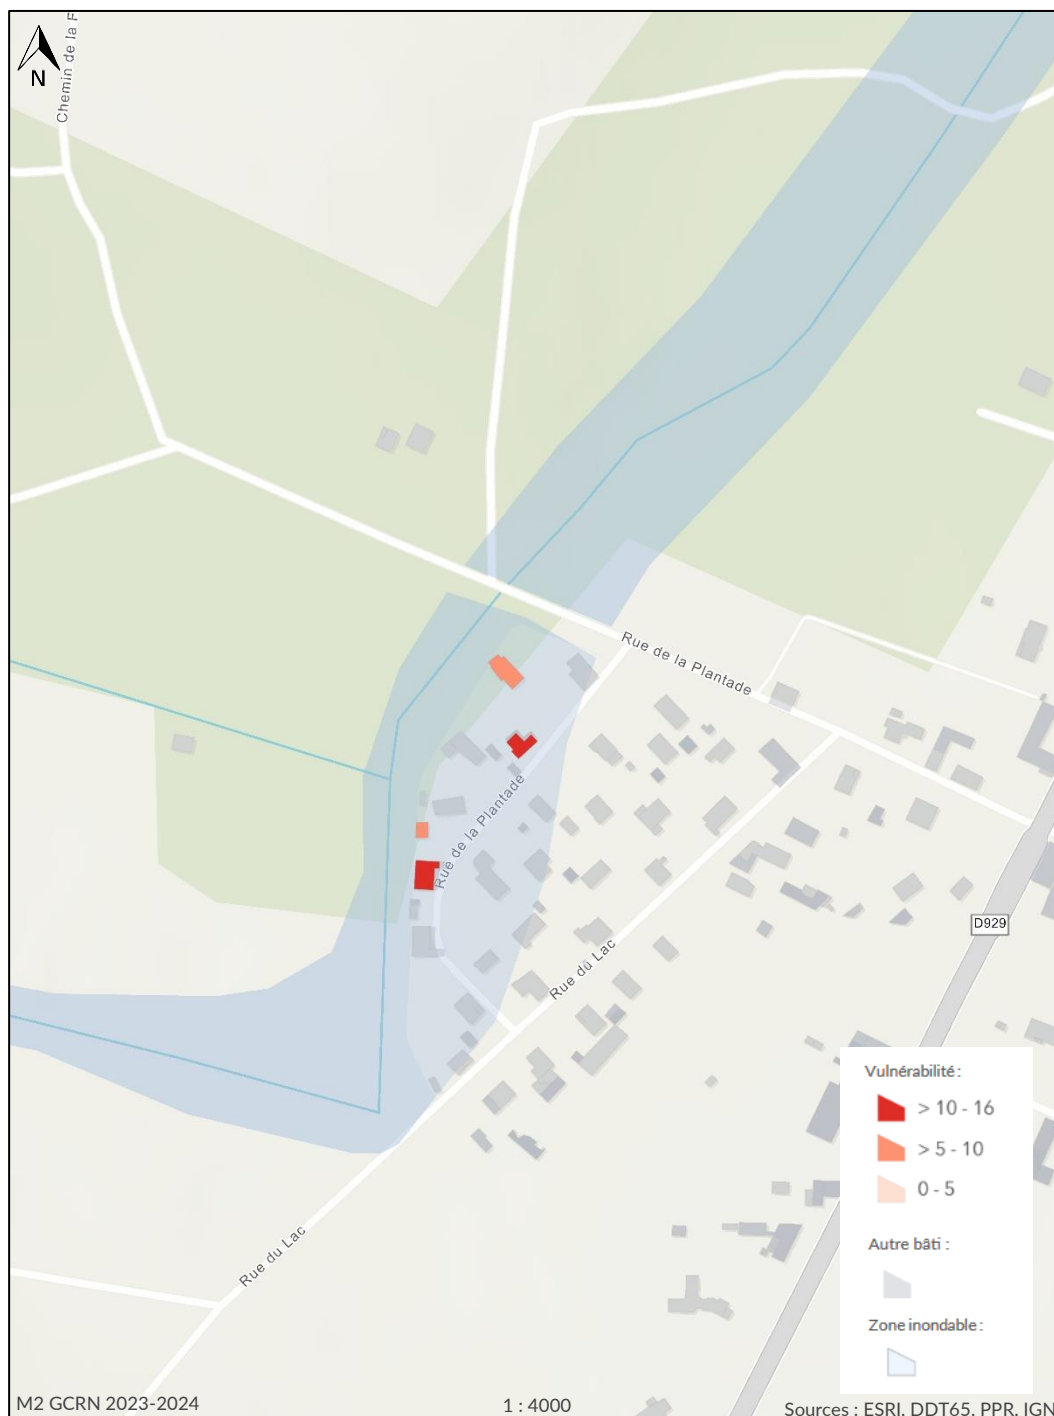 Chemin de la F
N
Rue de la Plantade
Rue de la Plantade
D929
Rue du Lac
Rue du Lac
Vulnérabilité :
> 10 - 16
> 5 - 10
0 - 5
Autre bâti :
Zone inondable :
M2 GCRN 2023-2024
1 : 4000
Sources : ESRI, DDT65, PPR, IGN